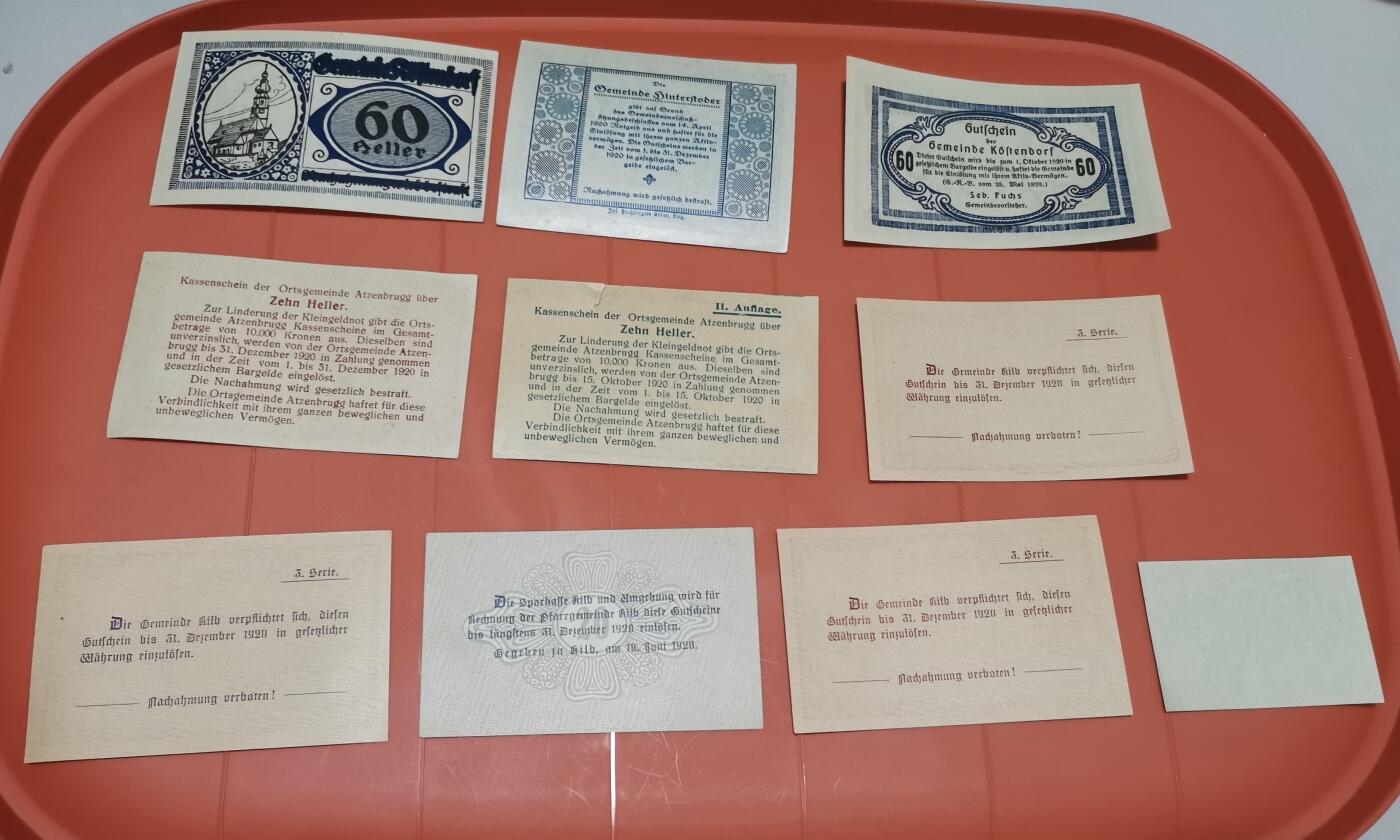 Gemeinde Köstendorf
60
Heller
Die
Gemeinde Hinterstoder
gibt auf Grund
des Gemeindeausschuß-
sitzungsbeschlusses vom 14. April
1920 Notgeld aus und haftet für die
Einlösung mit ihrem ganzen Aktiv-
vermögen. Die Gutscheine werden in
der Zeit vom 1. bis 31. Dezember
1920 in gesetzlichem Bar-
gelde eingelöst.
Nachahmung wird gesetzlich bestraft.
Gutschein
der
Gemeinde Köstendorf
60
Dieser Gutschein wird bis zum 1. Oktober 1920 in
gesetzlichem Bargelde eingelöst u. haftet die Gemeinde
für die Einlösung mit ihrem Aktiv-Vermögen.
(G.-R.-B. vom 25. Mai 1920.)
60
Seb. Fuchs
Gemeindevorsteher.
Kassenschein der Ortsgemeinde Atzenbrugg über
Zehn Heller.
Zur Linderung der Kleingeldnot gibt die Orts-
gemeinde Atzenbrugg Kassenscheine im Gesamt-
betrage von 10.000 Kronen aus. Dieselben sind
unverzinslich, werden von der Ortsgemeinde Atzen-
brugg bis 31. Dezember 1920 in Zahlung genommen
und in der Zeit vom 1. bis 31. Dezember 1920 in
gesetzlichem Bargelde eingelöst.
Die Nachahmung wird gesetzlich bestraft.
Die Ortsgemeinde Atzenbrugg haftet für diese
Verbindlichkeit mit ihrem ganzen beweglichen und
unbeweglichen Vermögen.
II. Auflage.
Kassenschein der Ortsgemeinde Atzenbrugg über
Zehn Heller.
Zur Linderung der Kleingeldnot gibt die Orts-
gemeinde Atzenbrugg Kassenscheine im Gesamt-
betrage von 10.000 Kronen aus. Dieselben sind
unverzinslich, werden von der Ortsgemeinde Atzen-
brugg bis 15. Oktober 1920 in Zahlung genommen
und in der Zeit vom 1. bis 15. Oktober 1920 in
gesetzlichem Bargelde eingelöst.
Die Nachahmung wird gesetzlich bestraft.
Die Ortsgemeinde Atzenbrugg haftet für diese
Verbindlichkeit mit ihrem ganzen beweglichen und
unbeweglichen Vermögen.
3. Serie.
Die Gemeinde Kilb verpflichtet sich, diesen
Gutschein bis 31. Dezember 1920 in gesetzlicher
Währung einzulösen.
Nachahmung verboten!
3. Serie.
Die Gemeinde Kilb verpflichtet sich, diesen
Gutschein bis 31. Dezember 1920 in gesetzlicher
Währung einzulösen.
Nachahmung verboten!
Die Sparkasse Kilb und Umgebung wird für
Rechnung der Pfarrgemeinde Kilb diese Gutscheine
bis längstens 31. Dezember 1920 einlösen.
Gegeben zu Kilb, am 10. Juni 1920.
3. Serie.
Die Gemeinde Kilb verpflichtet sich, diesen
Gutschein bis 31. Dezember 1920 in gesetzlicher
Währung einzulösen.
Nachahmung verboten!